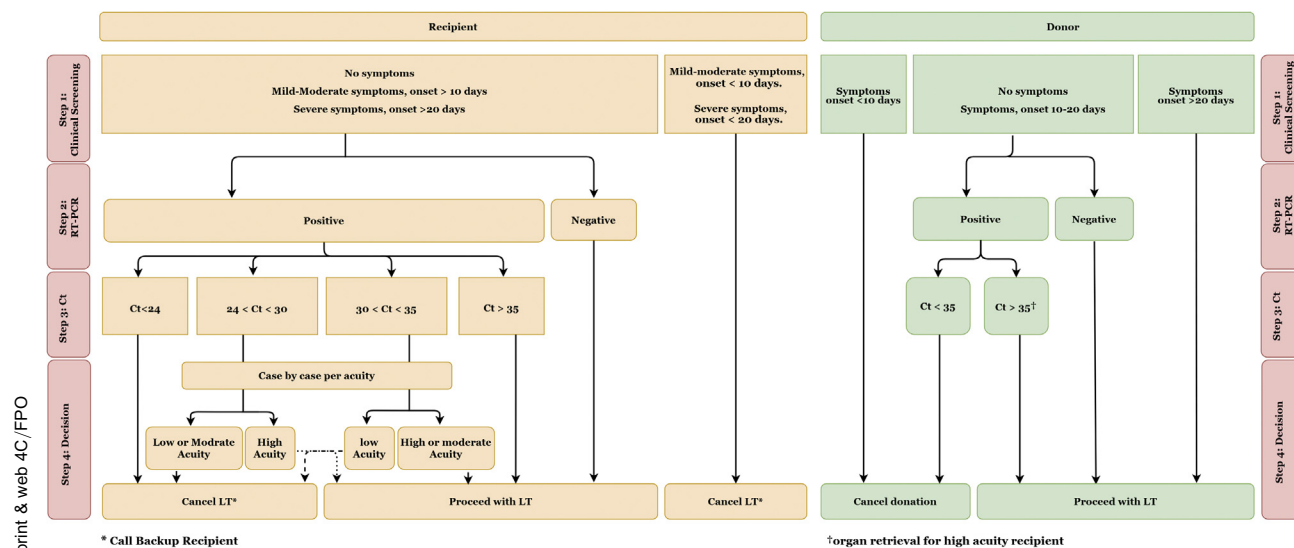 Recipient
Donor
Step 1:
Clinical Screening
No symptoms
Mild-Moderate symptoms, onset > 10 days
Severe symptoms, onset >20 days
Mild-moderate symptoms,
onset < 10 days.
Severe symptoms,
onset < 20 days.
Symptoms
onset <10 days
No symptoms
Symptoms, onset 10-20 days
Symptoms
onset >20 days
Step 1:
Clinical Screening
Step 2:
RT-PCR
Positive
Negative
Positive
Negative
Step 2:
RT-PCR
Step 3: Ct
Ct<24
24 < Ct < 30
30 < Ct < 35
Ct > 35
Ct < 35
Ct > 35†
Step 3: Ct
Step 4: Decision
Case by case per acuity
Low or Modrate
Acuity
High
Acuity
low
Acuity
High or moderate
Acuity
Step 4: Decision
Cancel LT*
Proceed with LT
Cancel LT*
Cancel donation
Proceed with LT
* Call Backup Recipient
†organ retrieval for high acuity recipient
print & web 4C/FPO